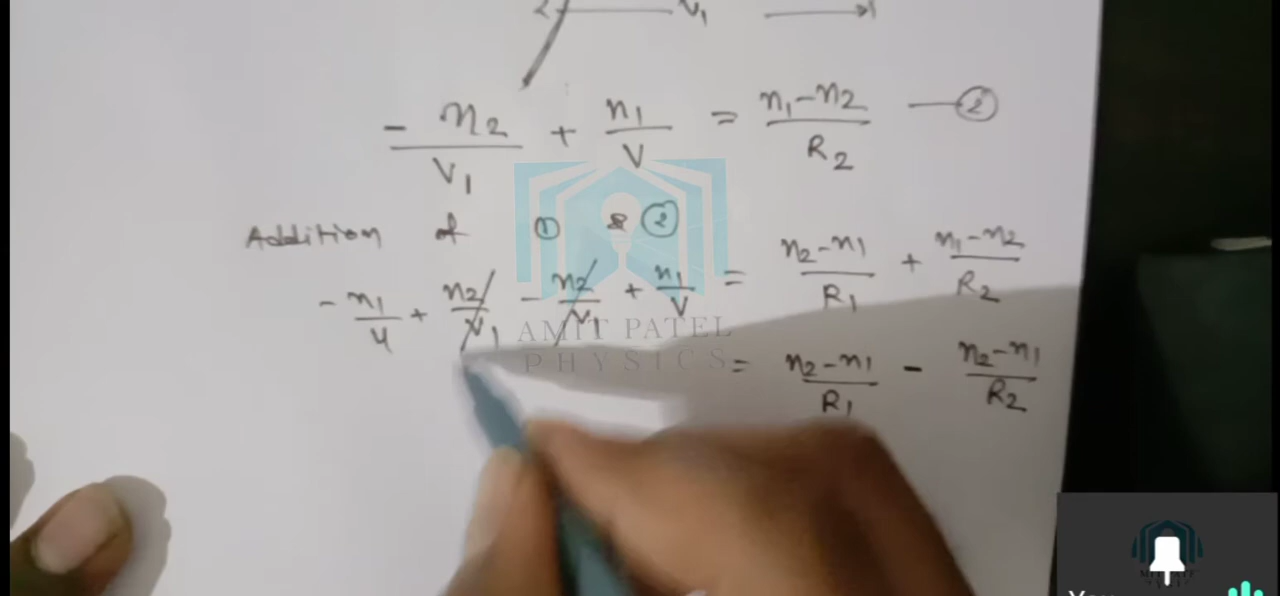 V₁
- n₂/V₁ + n₁/V = n₁-n₂/R₂ — ②
Addition of ① & ②
- n₁/u + n₂/V₁ - n₂/V₁ + n₁/V = n₂-n₁/R₁ + n₁-n₂/R₂
AMIT PATEL
PHYSICS
= n₂-n₁/R₁ - n₂-n₁/R₂
You